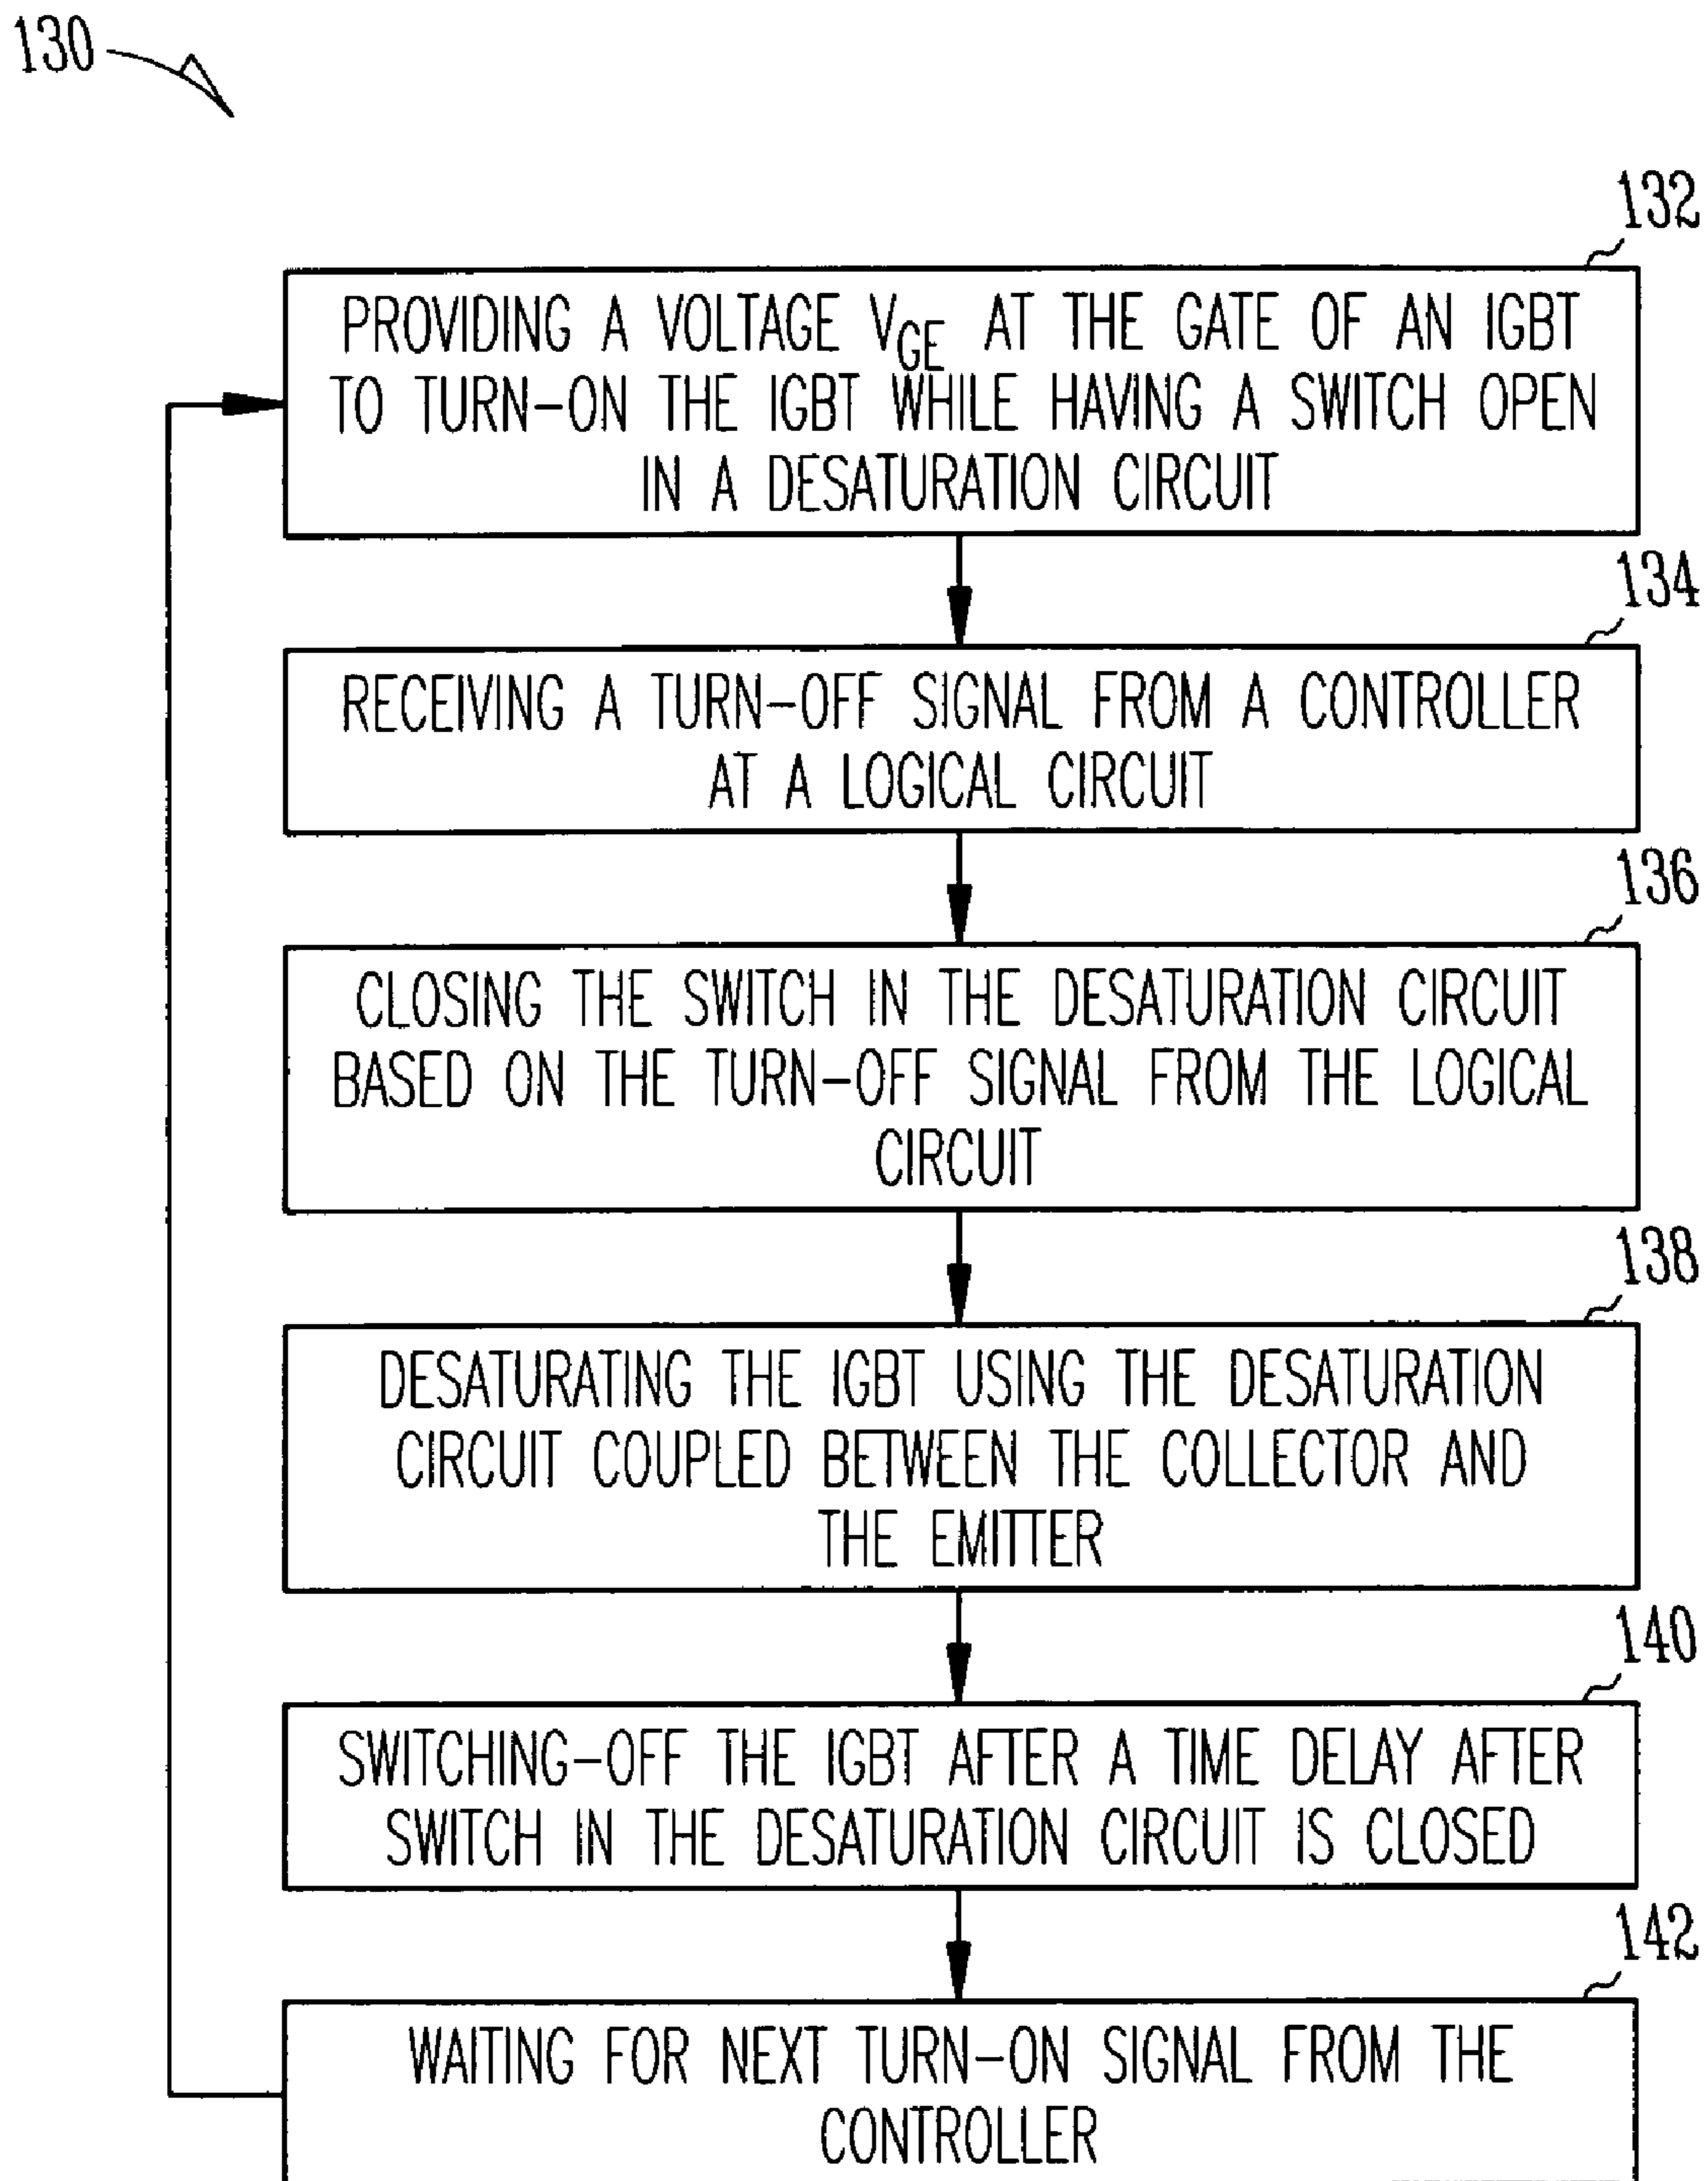 130
132
PROVIDING A VOLTAGE VGE AT THE GATE OF AN IGBT
TO TURN-ON THE IGBT WHILE HAVING A SWITCH OPEN
IN A DESATURATION CIRCUIT
134
RECEIVING A TURN-OFF SIGNAL FROM A CONTROLLER
AT A LOGICAL CIRCUIT
136
CLOSING THE SWITCH IN THE DESATURATION CIRCUIT
BASED ON THE TURN-OFF SIGNAL FROM THE LOGICAL
CIRCUIT
138
DESATURATING THE IGBT USING THE DESATURATION
CIRCUIT COUPLED BETWEEN THE COLLECTOR AND
THE EMITTER
140
SWITCHING-OFF THE IGBT AFTER A TIME DELAY AFTER
SWITCH IN THE DESATURATION CIRCUIT IS CLOSED
142
WAITING FOR NEXT TURN-ON SIGNAL FROM THE
CONTROLLER